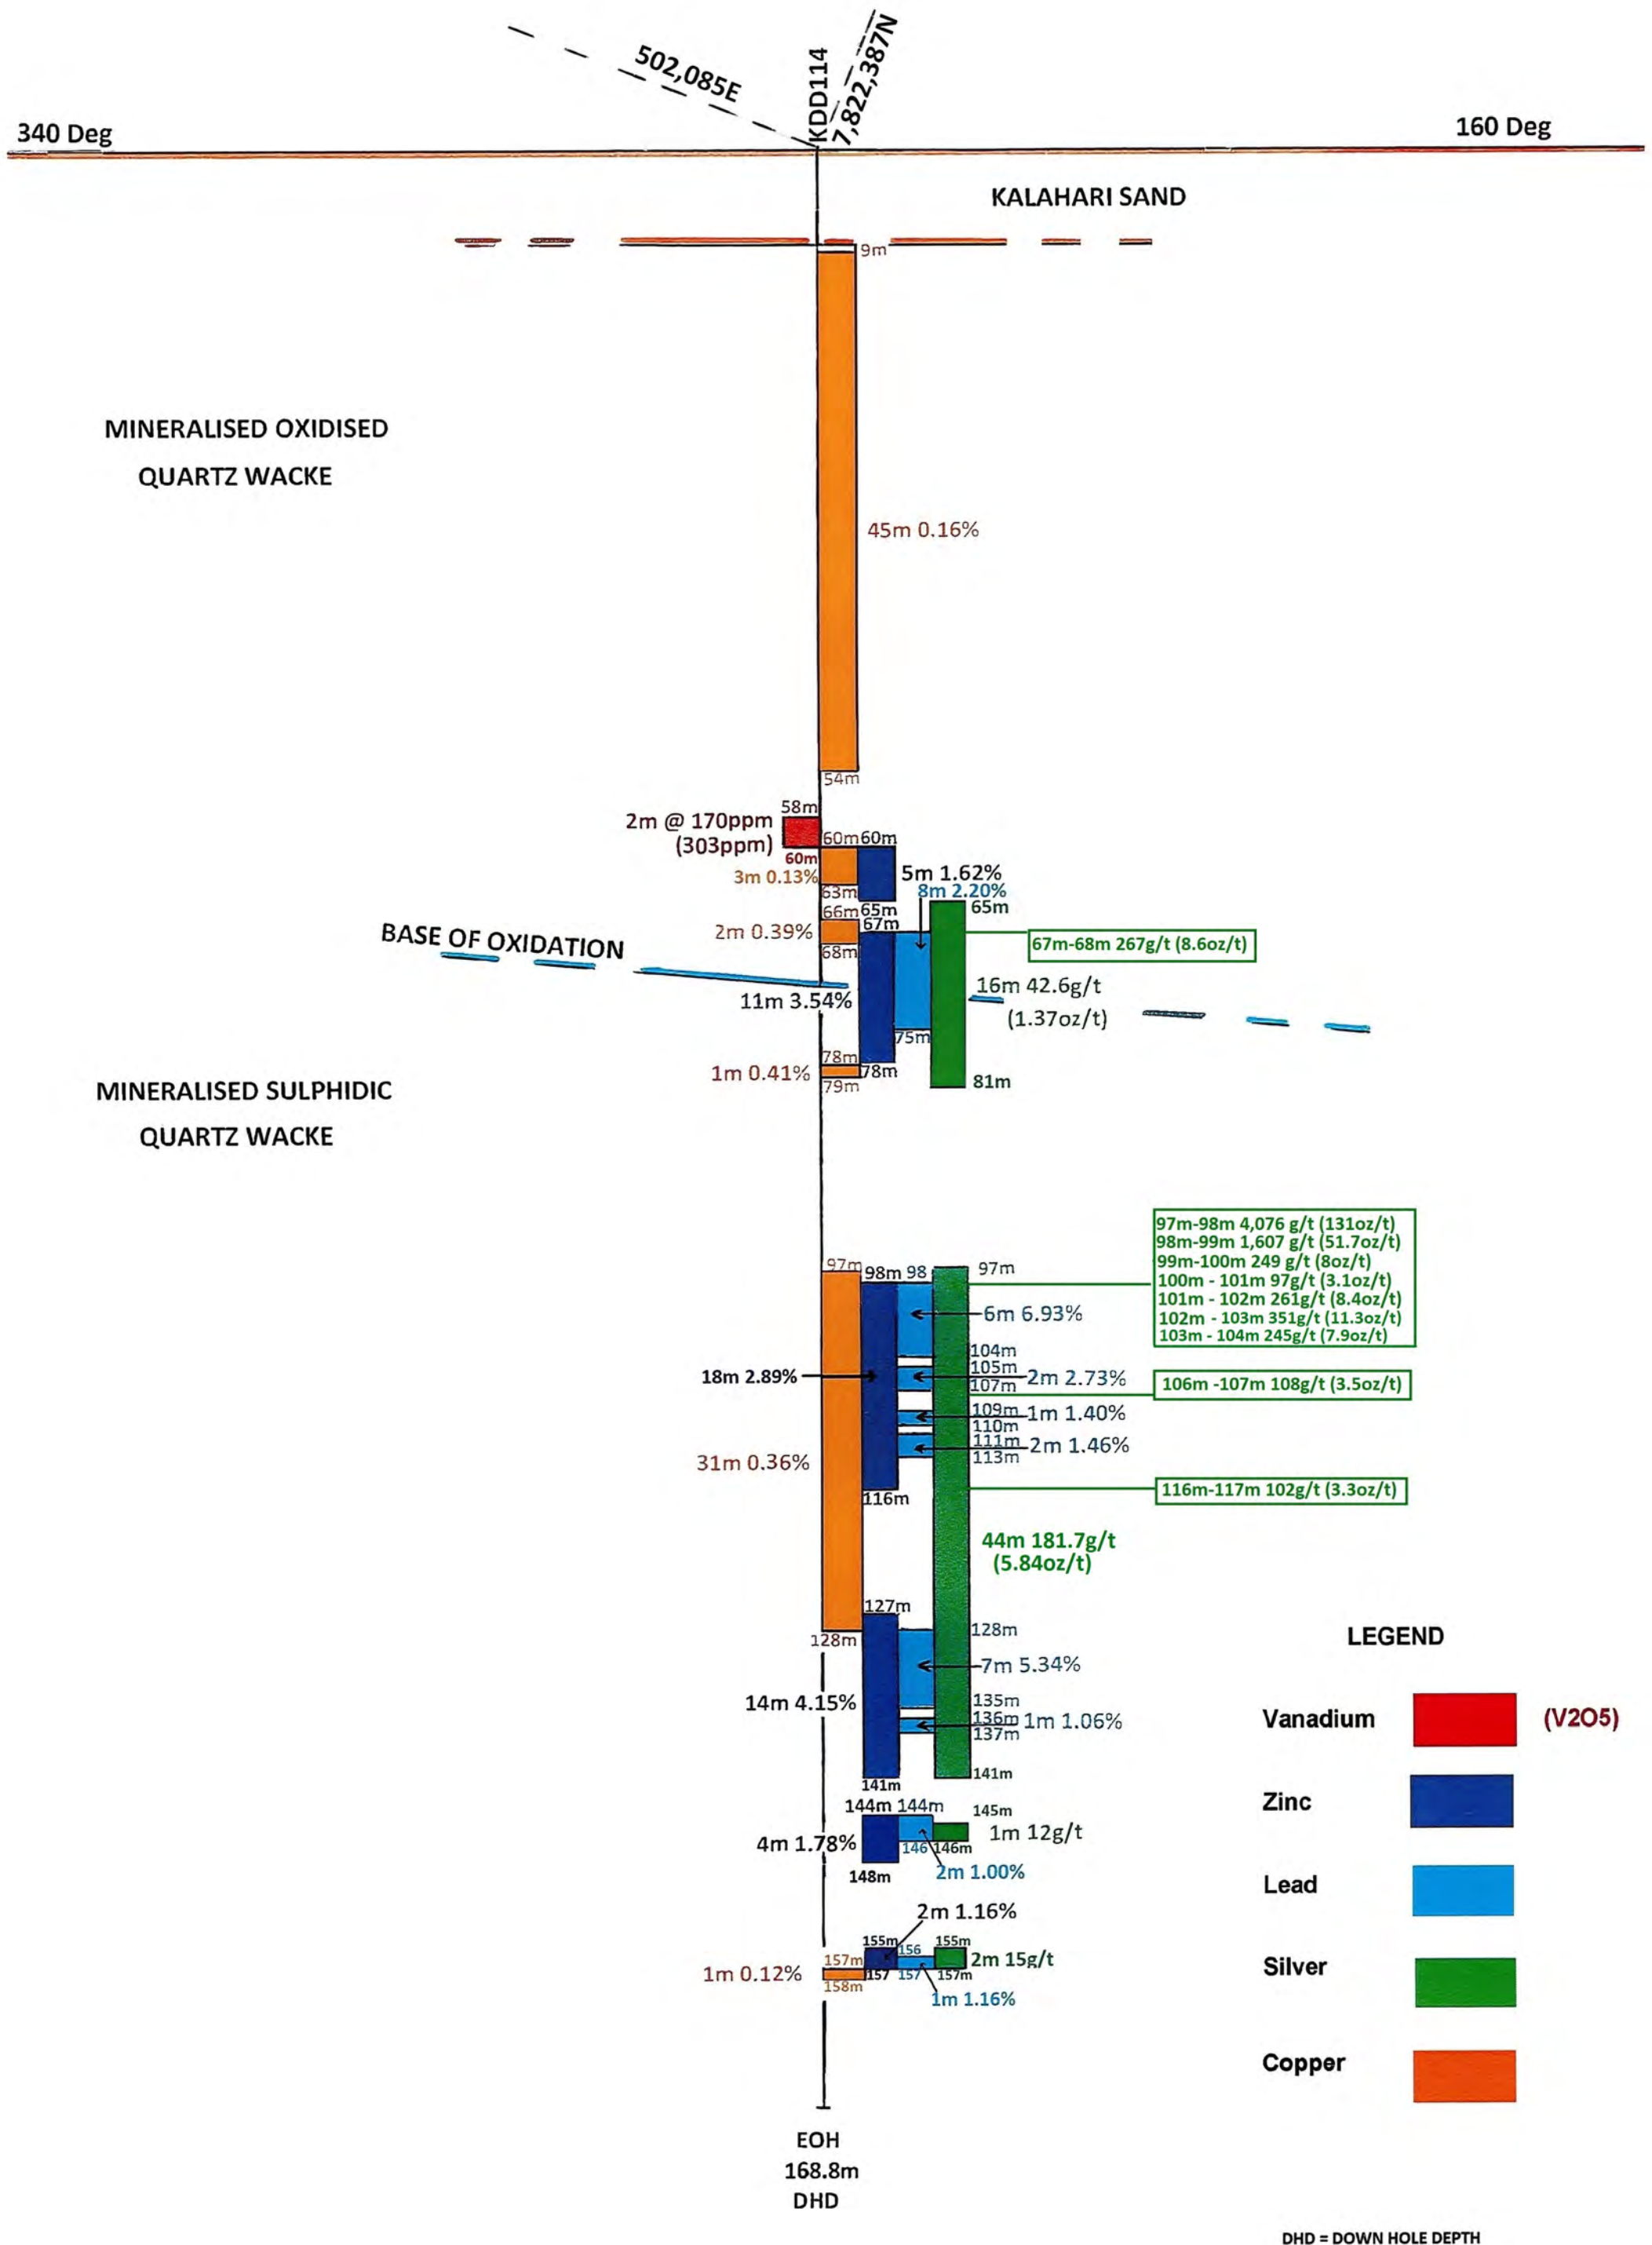 502,085E
KDD114
7,822,387N
340 Deg
160 Deg
KALAHARI SAND
9m
MINERALISED OXIDISED
QUARTZ WACKE
45m 0.16%
54m
58m
2m @ 170ppm
(303ppm)
60m
60m
60m
3m 0.13%
5m 1.62%
63m
8m 2.20%
66m
65m
65m
67m
2m 0.39%
68m
67m-68m 267g/t (8.6oz/t)
BASE OF OXIDATION
11m 3.54%
16m 42.6g/t
(1.37oz/t)
75m
78m
78m
1m 0.41%
79m
81m
MINERALISED SULPHIDIC
QUARTZ WACKE
97m-98m 4,076 g/t (131oz/t)
98m-99m 1,607 g/t (51.7oz/t)
99m-100m 249 g/t (8oz/t)
100m - 101m 97g/t (3.1oz/t)
101m - 102m 261g/t (8.4oz/t)
102m - 103m 351g/t (11.3oz/t)
103m - 104m 245g/t (7.9oz/t)
97m
98m
98
97m
6m 6.93%
104m
105m
18m 2.89%
2m 2.73%
107m
106m -107m 108g/t (3.5oz/t)
109m
1m 1.40%
110m
111m
2m 1.46%
113m
31m 0.36%
116m
116m-117m 102g/t (3.3oz/t)
44m 181.7g/t
(5.84oz/t)
127m
128m
128m
7m 5.34%
14m 4.15%
135m
136m
1m 1.06%
137m
141m
141m
144m
144m
145m
4m 1.78%
1m 12g/t
146
146m
148m
2m 1.00%
2m 1.16%
155m
156
155m
157m
2m 15g/t
1m 0.12%
157
157
157m
158m
1m 1.16%
EOH
168.8m
DHD
LEGEND
Vanadium
(V2O5)
Zinc
Lead
Silver
Copper
DHD = DOWN HOLE DEPTH